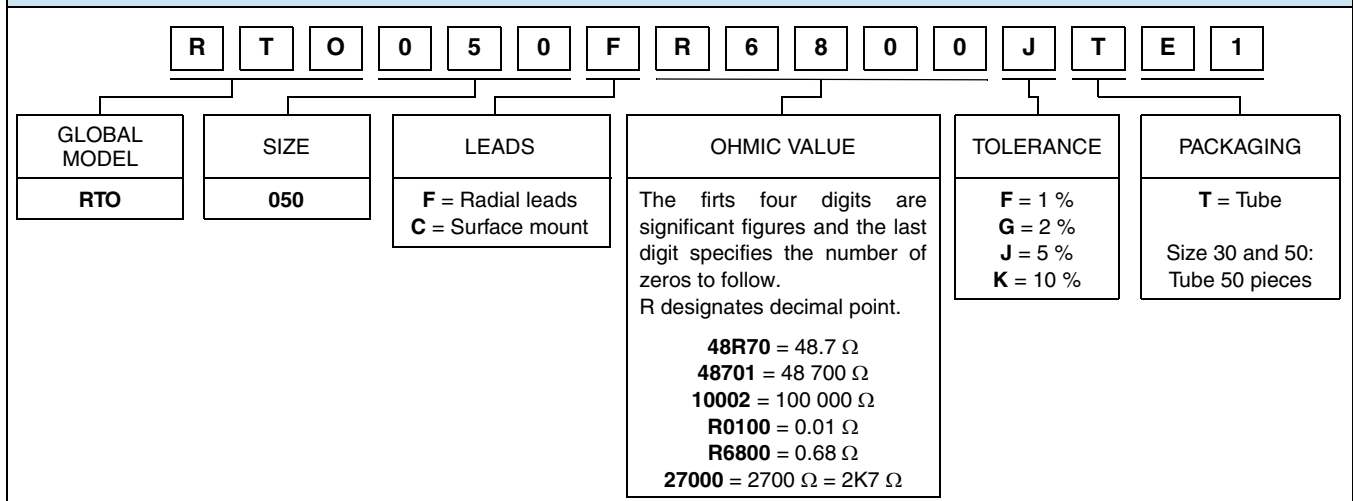 R T O 0 5 0 F R 6 8 0 0 J T E 1
GLOBAL
MODEL
RTO
SIZE
050
LEADS
F = Radial leads
C = Surface mount
OHMIC VALUE
The firts four digits are
significant figures and the last
digit specifies the number of
zeros to follow.
R designates decimal point.
48R70 = 48.7 Ω
48701 = 48 700 Ω
10002 = 100 000 Ω
R0100 = 0.01 Ω
R6800 = 0.68 Ω
27000 = 2700 Ω = 2K7 Ω
TOLERANCE
F = 1 %
G = 2 %
J = 5 %
K = 10 %
PACKAGING
T = Tube
Size 30 and 50:
Tube 50 pieces